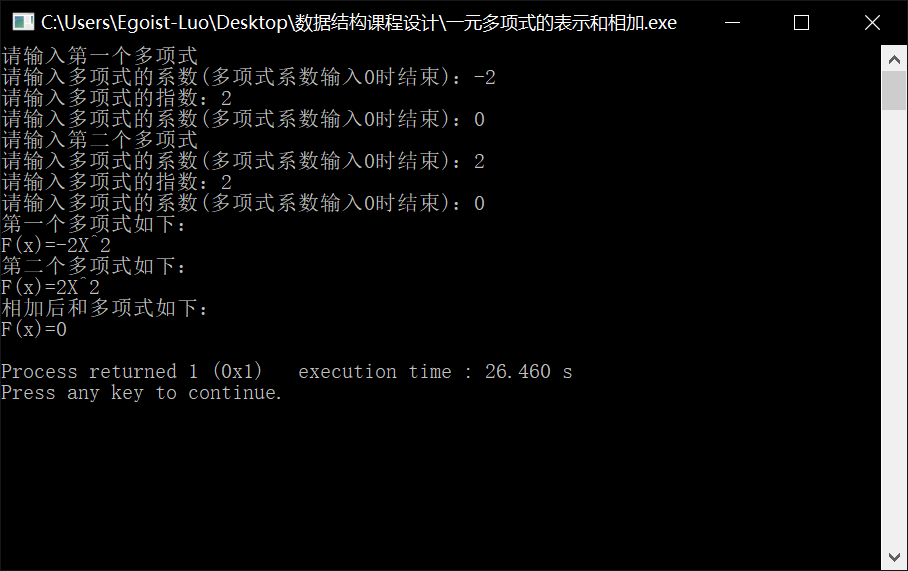 C:\Users\Egoist-Luo\Desktop\数据结构课程设计\一元多项式的表示和相加.exe
请输入第一个多项式
请输入多项式的系数(多项式系数输入0时结束): -2
请输入多项式的指数: 2
请输入多项式的系数(多项式系数输入0时结束): 0
请输入第二个多项式
请输入多项式的系数(多项式系数输入0时结束): 2
请输入多项式的指数: 2
请输入多项式的系数(多项式系数输入0时结束): 0
第一个多项式如下:
F(x)=-2X^2
第二个多项式如下:
F(x)=2X^2
相加后和多项式如下:
F(x)=0
Process returned 1 (0x1)   execution time : 26.460 s
Press any key to continue.